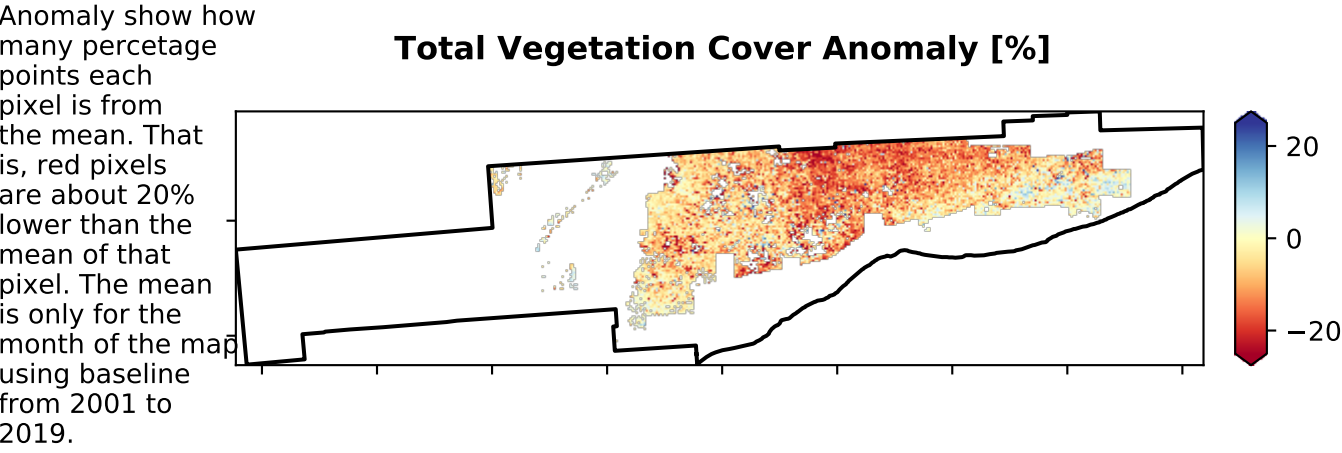 Anomaly show how
many percetage
points each
pixel is from
the mean. That
is, red pixels
are about 20%
lower than the
mean of that
pixel. The mean
is only for the
month of the map
using baseline
from 2001 to
2019.
Total Vegetation Cover Anomaly [%]
20
0
−20